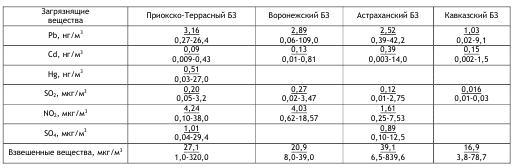 Загрязнящие вещества Приокско-Террасный БЗ Воронежский БЗ Астраханский БЗ Кавказский БЗ
Pb, нг/м³ 3,16 2,89 2,52 1,03
0,27-26,4 0,06-109,0 0,39-42,2 0,02-9,1
Cd, нг/м³ 0,09 0,13 0,39 0,15
0,009-0,43 0,01-0,81 0,003-14,0 0,002-1,5
Hg, нг/м³ 0,51
0,03-27,0
SO₂, мкг/м³ 0,20 0,27 0,12 0,016
0,05-3,2 0,02-3,47 0,01-2,75 0,01-0,03
NO₂, мкг/м³ 4,24 4,03 1,61
0,10-38,0 0,62-18,57 0,25-7,53
SO₄, мкг/м³ 1,01 0,89
0,04-29,4 0,10-12,5
Взвешенные вещества, мкг/м³ 27,1 20,9 39,1 16,9
1,0-320,0 8,0-39,0 6,5-839,6 3,8-78,7